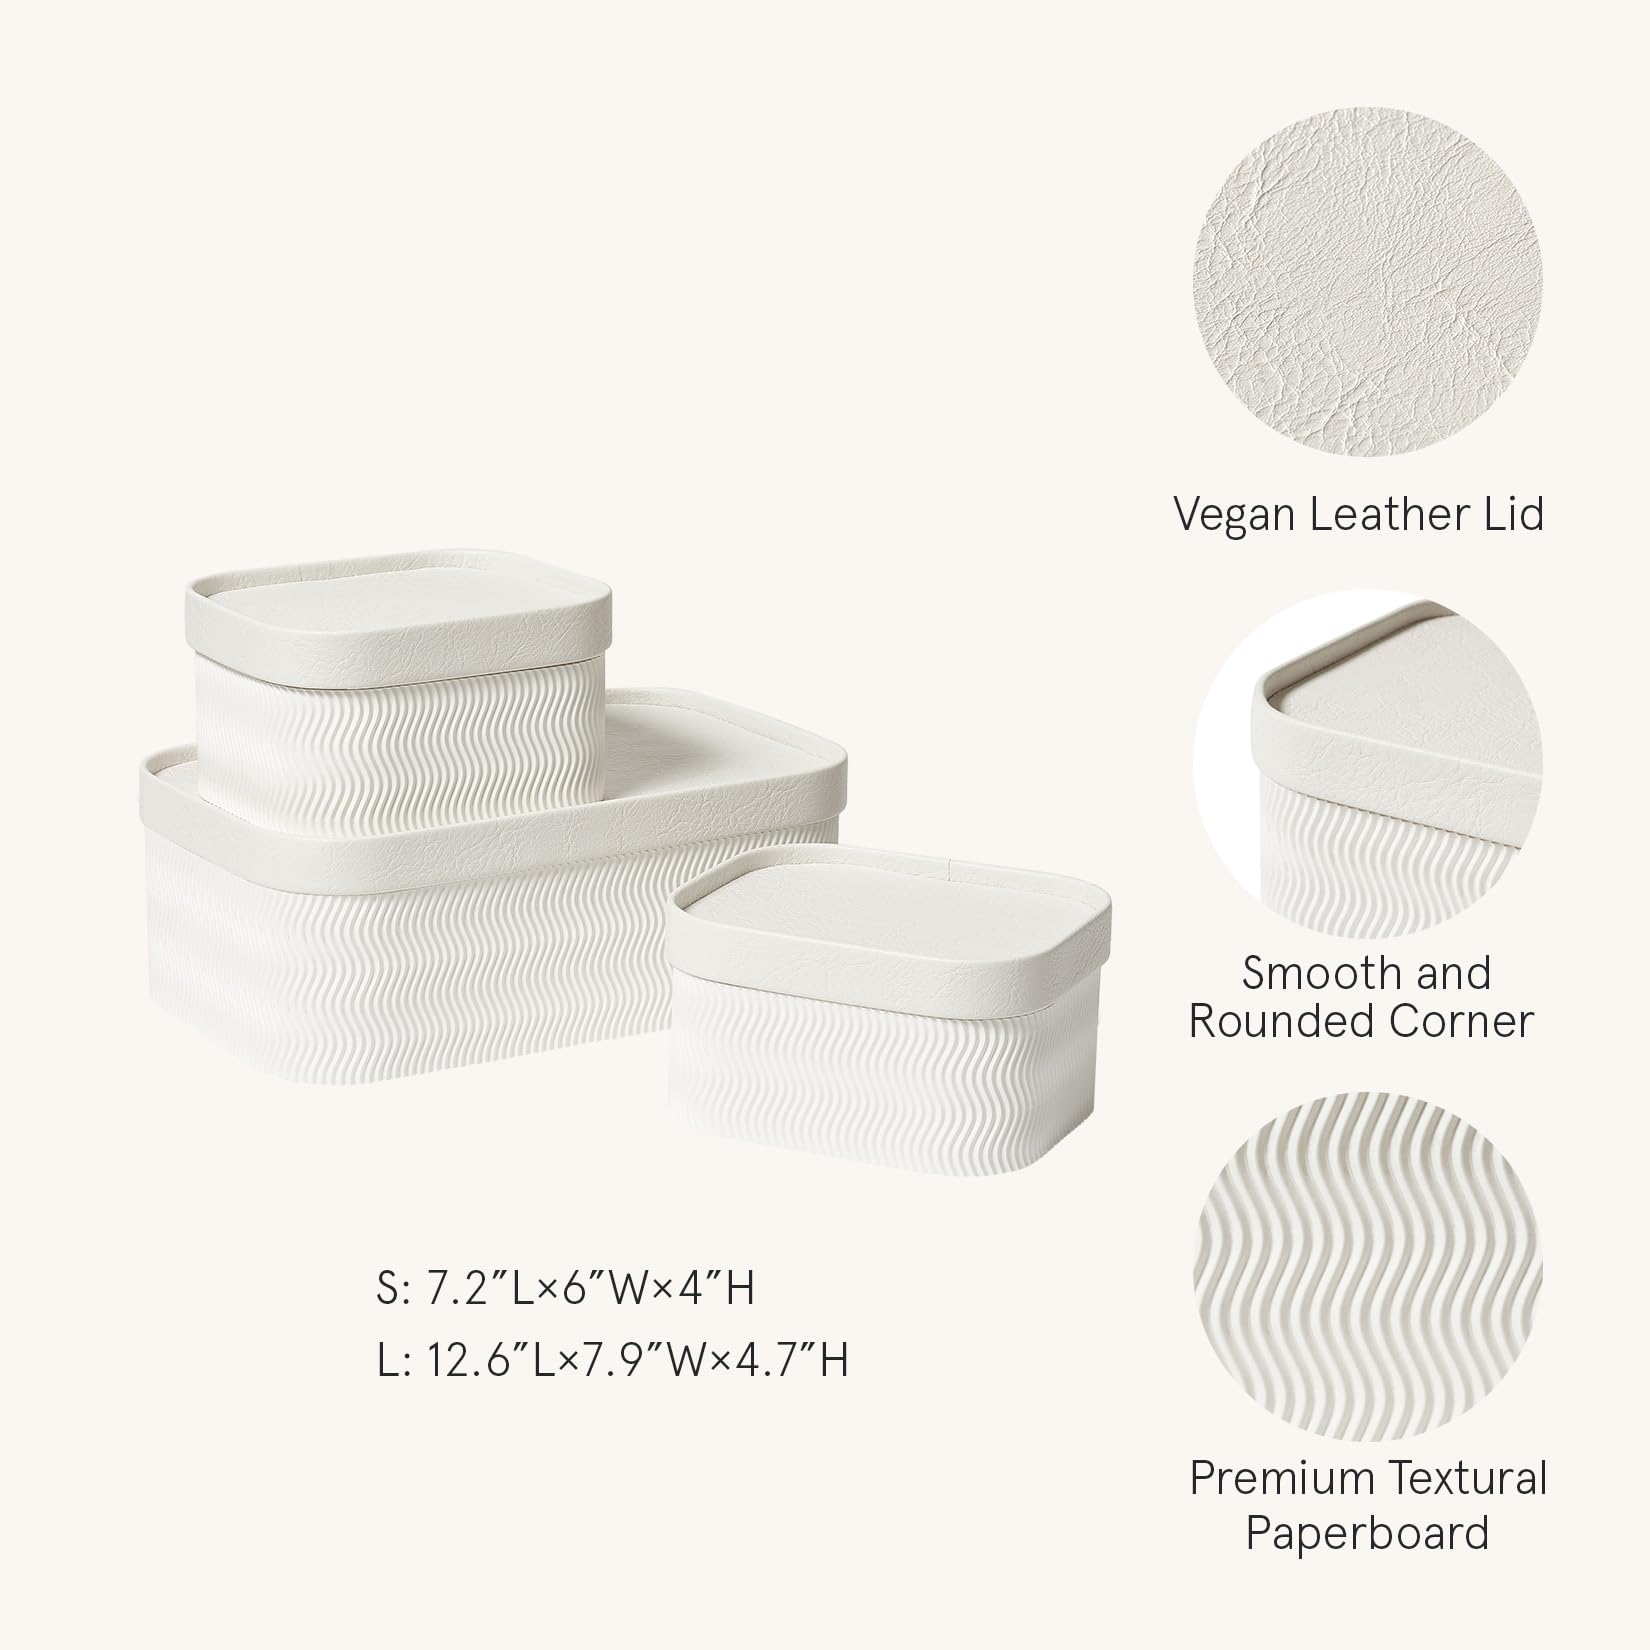 Vegan Leather Lid
Smooth and
Rounded Corner
S: 7.2″L×6″W×4″H
L: 12.6″L×7.9″W×4.7″H
Premium Textural
Paperboard